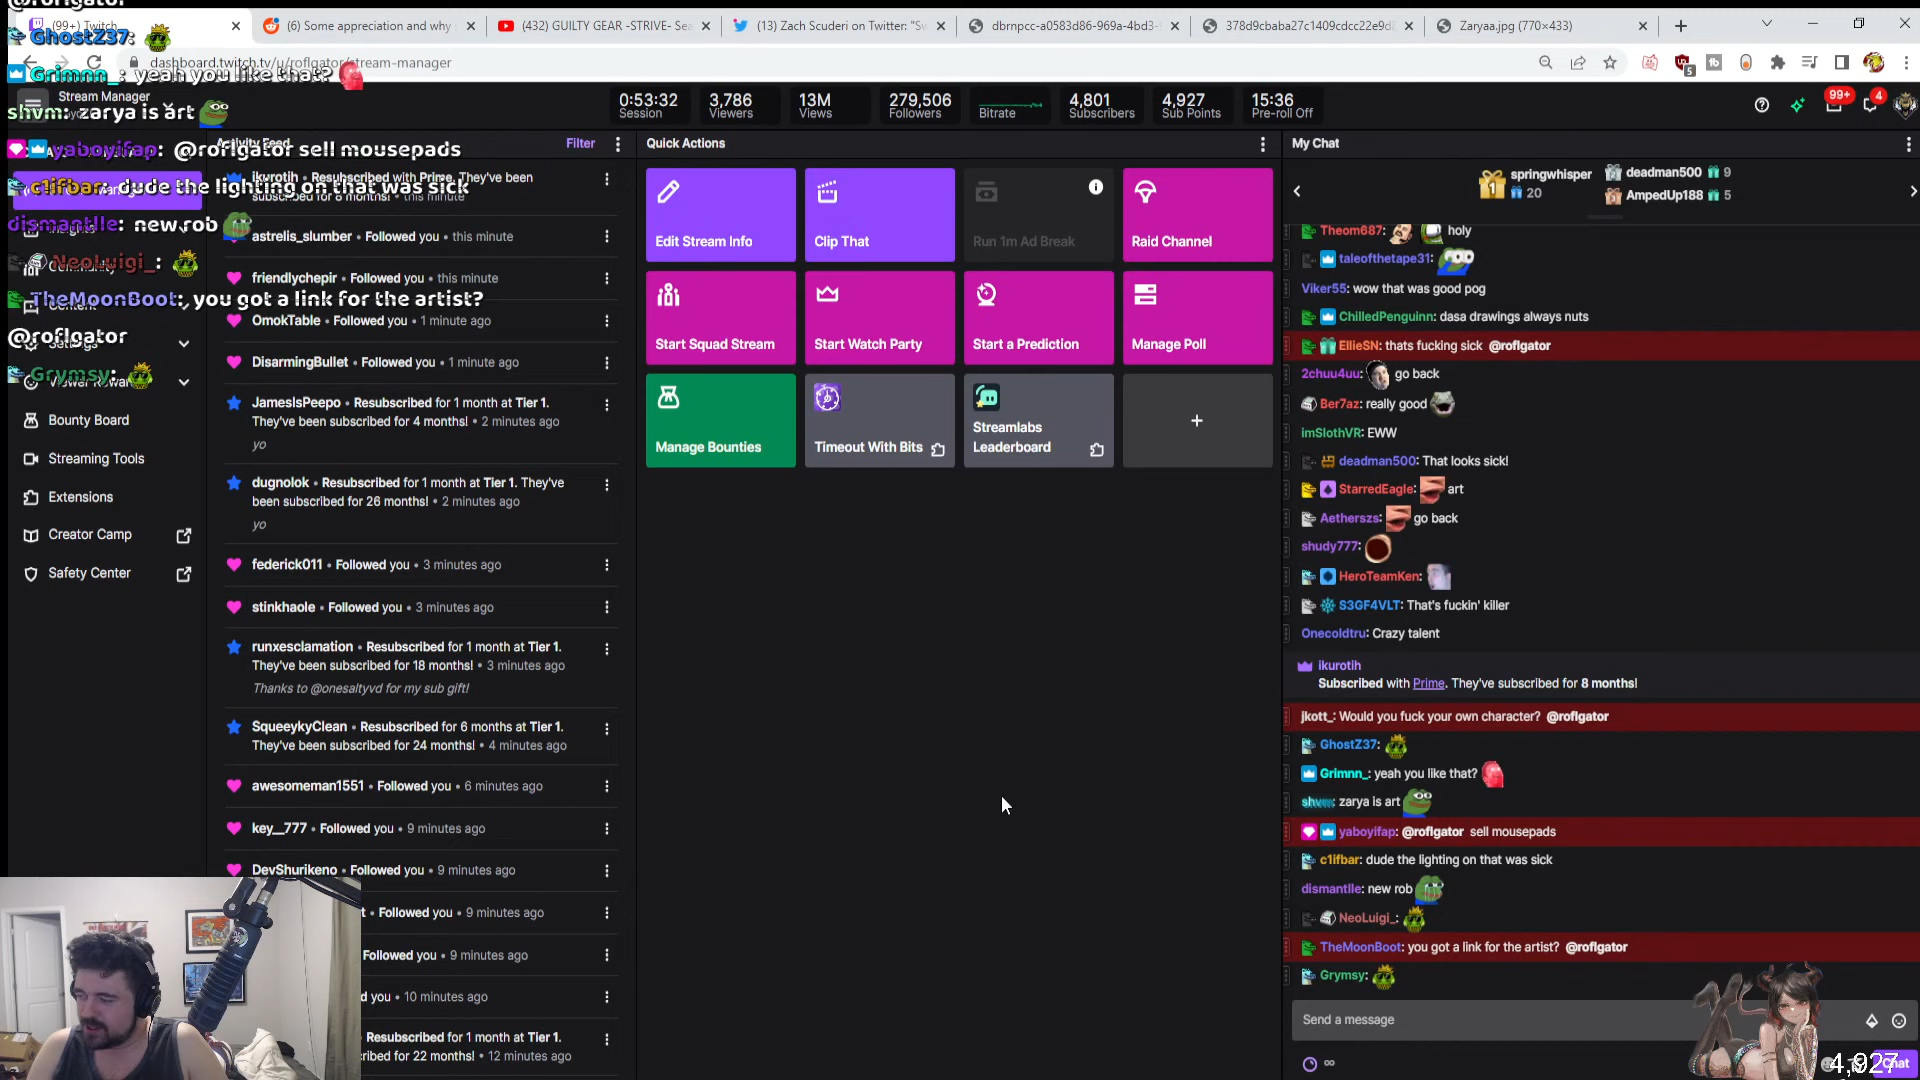 @roflgator
(99+) Twitch
(6) Some appreciation and why
(432) GUILTY GEAR -STRIVE- Sea
(13) Zach Scuderi on Twitter: "Sw
dbrnpcc-a0583d86-969a-4bd3-
378d9cbaba27c1409cdcc22e9d
Zaryaa.jpg (770×433)
dashboard.twitch.tv/u/roflgator/stream-manager
5
GhostZ37:
Grimnn_: yeah you like that?
shvm: zarya is art
yaboyifap: @roflgator sell mousepads
c1ifbar: dude the lighting on that was sick
dismantlle: new rob
NeoLuigi_:
TheMoonBoot: you got a link for the artist?
@roflgator
Grymsy:
Stream Manager
0:53:32
Session
3,786
Viewers
13M
Views
279,506
Followers
Bitrate
4,801
Subscribers
4,927
Sub Points
15:36
Pre-roll Off
99+
4
Bounty Board
Streaming Tools
Extensions
Creator Camp
Safety Center
Activity Feed
Filter
ikurotih • Resubscribed with Prime. They've been
subscribed for 8 months! • this minute
astrelis_slumber • Followed you • this minute
friendlychepir • Followed you • this minute
OmokTable • Followed you • 1 minute ago
DisarmingBullet • Followed you • 1 minute ago
JamesIsPeepo • Resubscribed for 1 month at Tier 1.
They've been subscribed for 4 months! • 2 minutes ago
yo
dugnolok • Resubscribed for 1 month at Tier 1. They've
been subscribed for 26 months! • 2 minutes ago
yo
federick011 • Followed you • 3 minutes ago
stinkhaole • Followed you • 3 minutes ago
runxesclamation • Resubscribed for 1 month at Tier 1.
They've been subscribed for 18 months! • 3 minutes ago
Thanks to @onesaltyvd for my sub gift!
SqueeykyClean • Resubscribed for 6 months at Tier 1.
They've been subscribed for 24 months! • 4 minutes ago
awesomeman1551 • Followed you • 6 minutes ago
key__777 • Followed you • 9 minutes ago
DevShurikeno • Followed you • 9 minutes ago
t • Followed you • 9 minutes ago
Followed you • 9 minutes ago
d you • 10 minutes ago
Resubscribed for 1 month at Tier 1.
ribed for 22 months! • 12 minutes ago
Quick Actions
Edit Stream Info
Clip That
Run 1m Ad Break
Raid Channel
Start Squad Stream
Start Watch Party
Start a Prediction
Manage Poll
Manage Bounties
Timeout With Bits
Streamlabs
Leaderboard
My Chat
1
springwhisper
20
deadman500 9
AmpedUp188 5
Theom687: holy
taleofthetape31:
Viker55: wow that was good pog
ChilledPenguinn: dasa drawings always nuts
EllieSN: thats fucking sick @roflgator
2chuu4uu: go back
Ber7az: really good
imSlothVR: EWW
deadman500: That looks sick!
StarredEagle: art
Aetherszs: go back
shudy777:
HeroTeamKen:
S3GF4VLT: That's fuckin' killer
Onecoldtru: Crazy talent
ikurotih
Subscribed with Prime. They've subscribed for 8 months!
jkott_: Would you fuck your own character? @roflgator
GhostZ37:
Grimnn_: yeah you like that?
shvm: zarya is art
yaboyifap: @roflgator sell mousepads
c1ifbar: dude the lighting on that was sick
dismantlle: new rob
NeoLuigi_:
TheMoonBoot: you got a link for the artist? @roflgator
Grymsy:
Send a message
∞
4,927
Chat